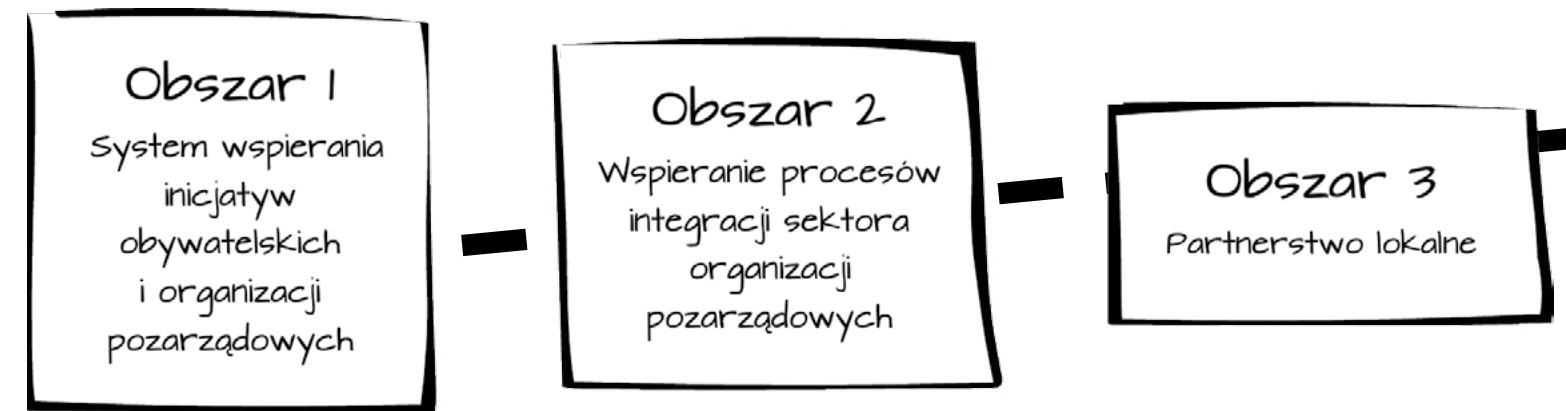 Obszar 1
System wspierania
inicjatyw
obywatelskich
i organizacji
pozarządowych
Obszar 2
Wspieranie procesów
integracji sektora
organizacji
pozarządowych
Obszar 3
Partnerstwo lokalne